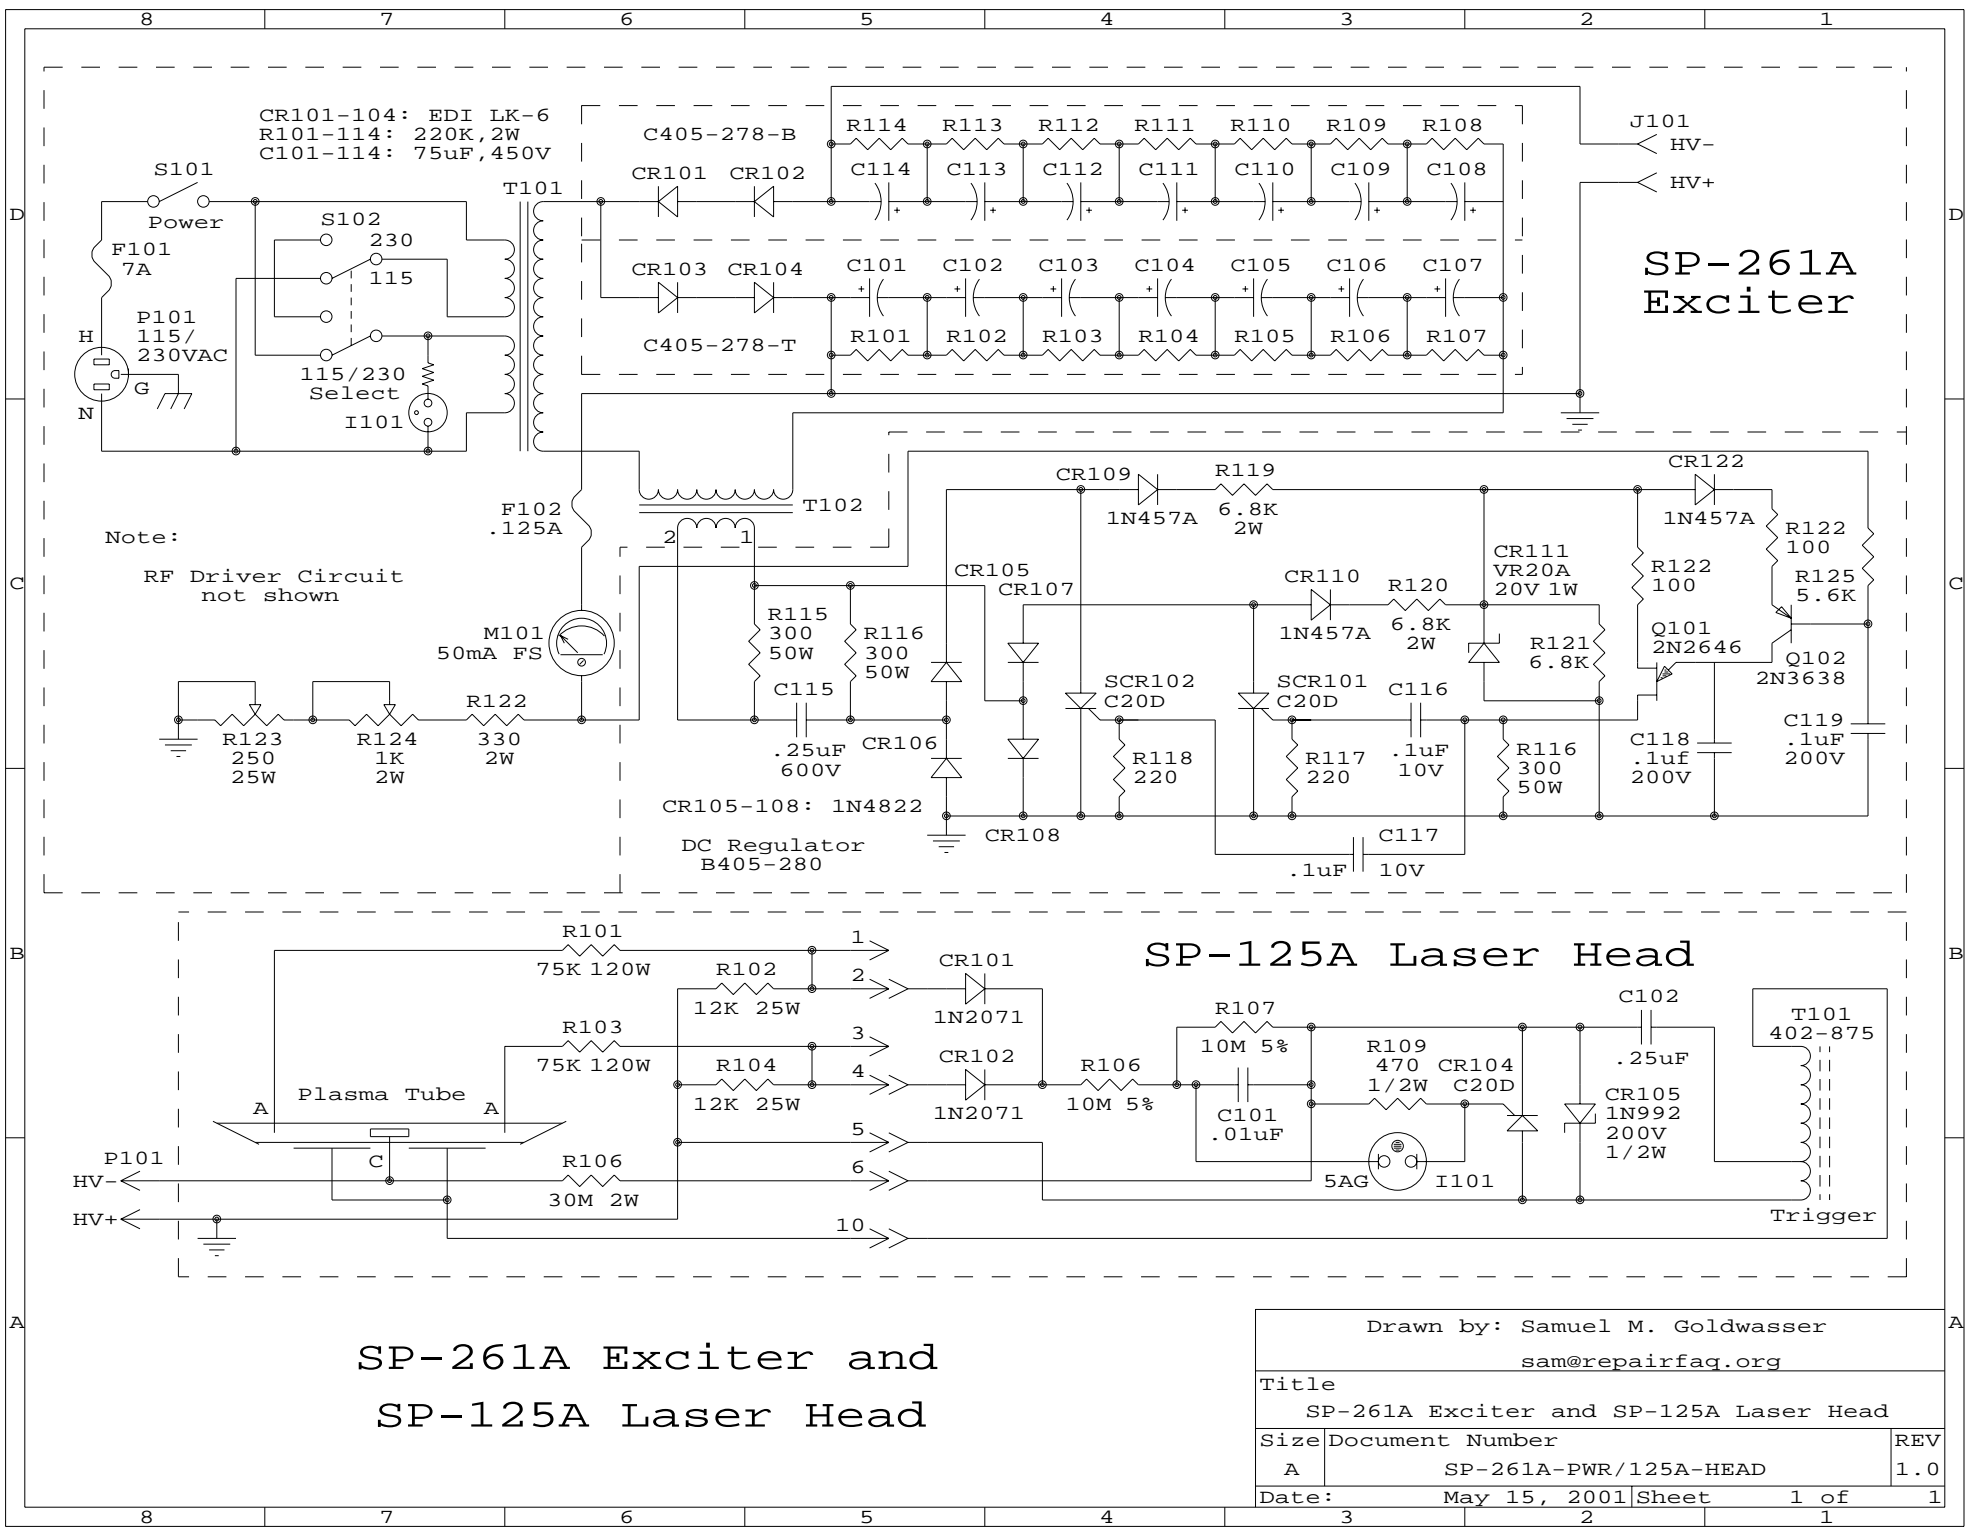 8 7 6 5 4 3 2 1
CR101-104: EDI LK-6
R101-114: 220K,2W
C101-114: 75uF,450V
C405-278-B
R114 R113 R112 R111 R110 R109 R108
J101
HV-
HV+
S101
Power
CR101 CR102
C114 C113 C112 C111 C110 C109 C108
+ + + + + + +
T101
D
D
S102
230
115
F101
7A
CR103 CR104
C101 C102 C103 C104 C105 C106 C107
+ + + + + + +
R101 R102 R103 R104 R105 R106 R107
C405-278-T
SP-261A
Exciter
P101
115/
230VAC
H
G
N
115/230
Select
I101
F102
.125A
T102
2 1
Note:
RF Driver Circuit
not shown
C
C
M101
50mA FS
R123
250
25W
R124
1K
2W
R122
330
2W
R115
300
50W
R116
300
50W
C115
.25uF
600V
CR105
CR107
CR106
CR108
CR105-108: 1N4822
DC Regulator
B405-280
CR109
1N457A
R119
6.8K
2W
CR110
1N457A
R120
6.8K
2W
CR111
VR20A
20V 1W
R121
6.8K
CR122
1N457A
R122
100
R122
100
R125
5.6K
Q101
2N2646
Q102
2N3638
SCR102
C20D
SCR101
C20D
R118
220
R117
220
C116
.1uF
10V
R116
300
50W
C118
.1uf
200V
C119
.1uF
200V
C117
.1uF 10V
B
B
SP-125A Laser Head
R101
75K 120W
R102
12K 25W
R103
75K 120W
R104
12K 25W
1
2
3
4
5
6
10
CR101
1N2071
CR102
1N2071
R106
10M 5%
R107
10M 5%
C101
.01uF
R109
470
1/2W
CR104
C20D
5AG
I101
C102
.25uF
CR105
1N992
200V
1/2W
T101
402-875
Trigger
Plasma Tube
A A
C
P101
HV-
HV+
R106
30M 2W
A
A
SP-261A Exciter and
SP-125A Laser Head
Drawn by: Samuel M. Goldwasser
sam@repairfaq.org
Title
SP-261A Exciter and SP-125A Laser Head
Size Document Number REV
A SP-261A-PWR/125A-HEAD 1.0
Date: May 15, 2001 Sheet 1 of 1
8 7 6 5 4 3 2 1